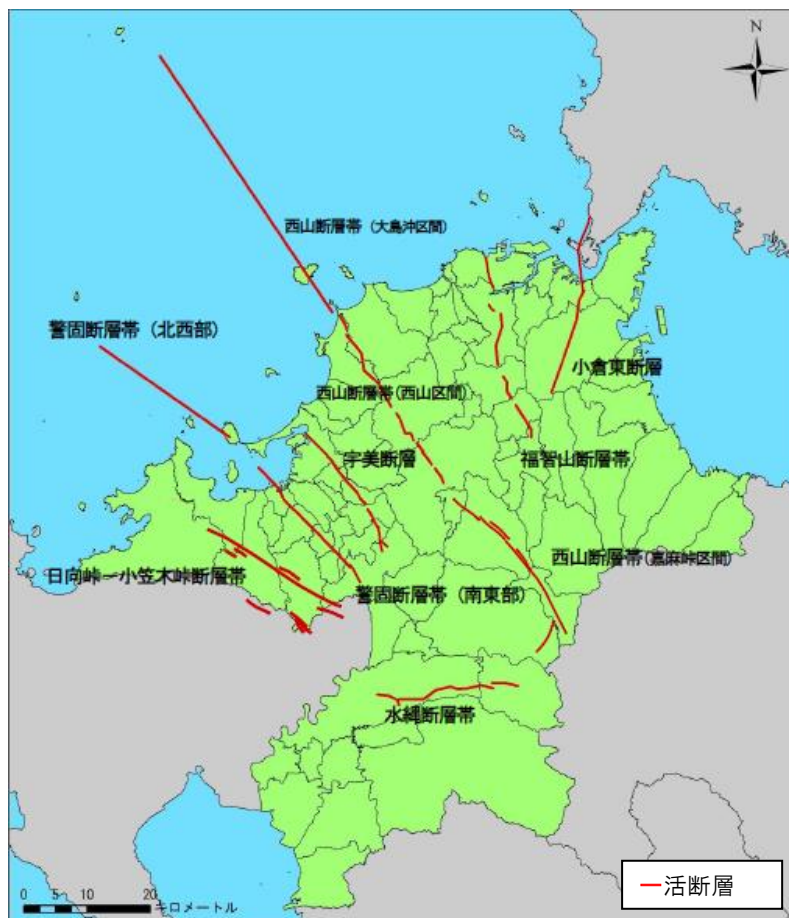 N
西山断層帯（大島沖区間）
警固断層帯（北西部）
小倉東断層
西山断層帯（西山区間）
宇美断層
福智山断層帯
西山断層帯（嘉麻峠区間）
日向峠－小笠木峠断層帯
警固断層帯（南東部）
水縄断層帯
活断層
0 5 10 20
キロメートル